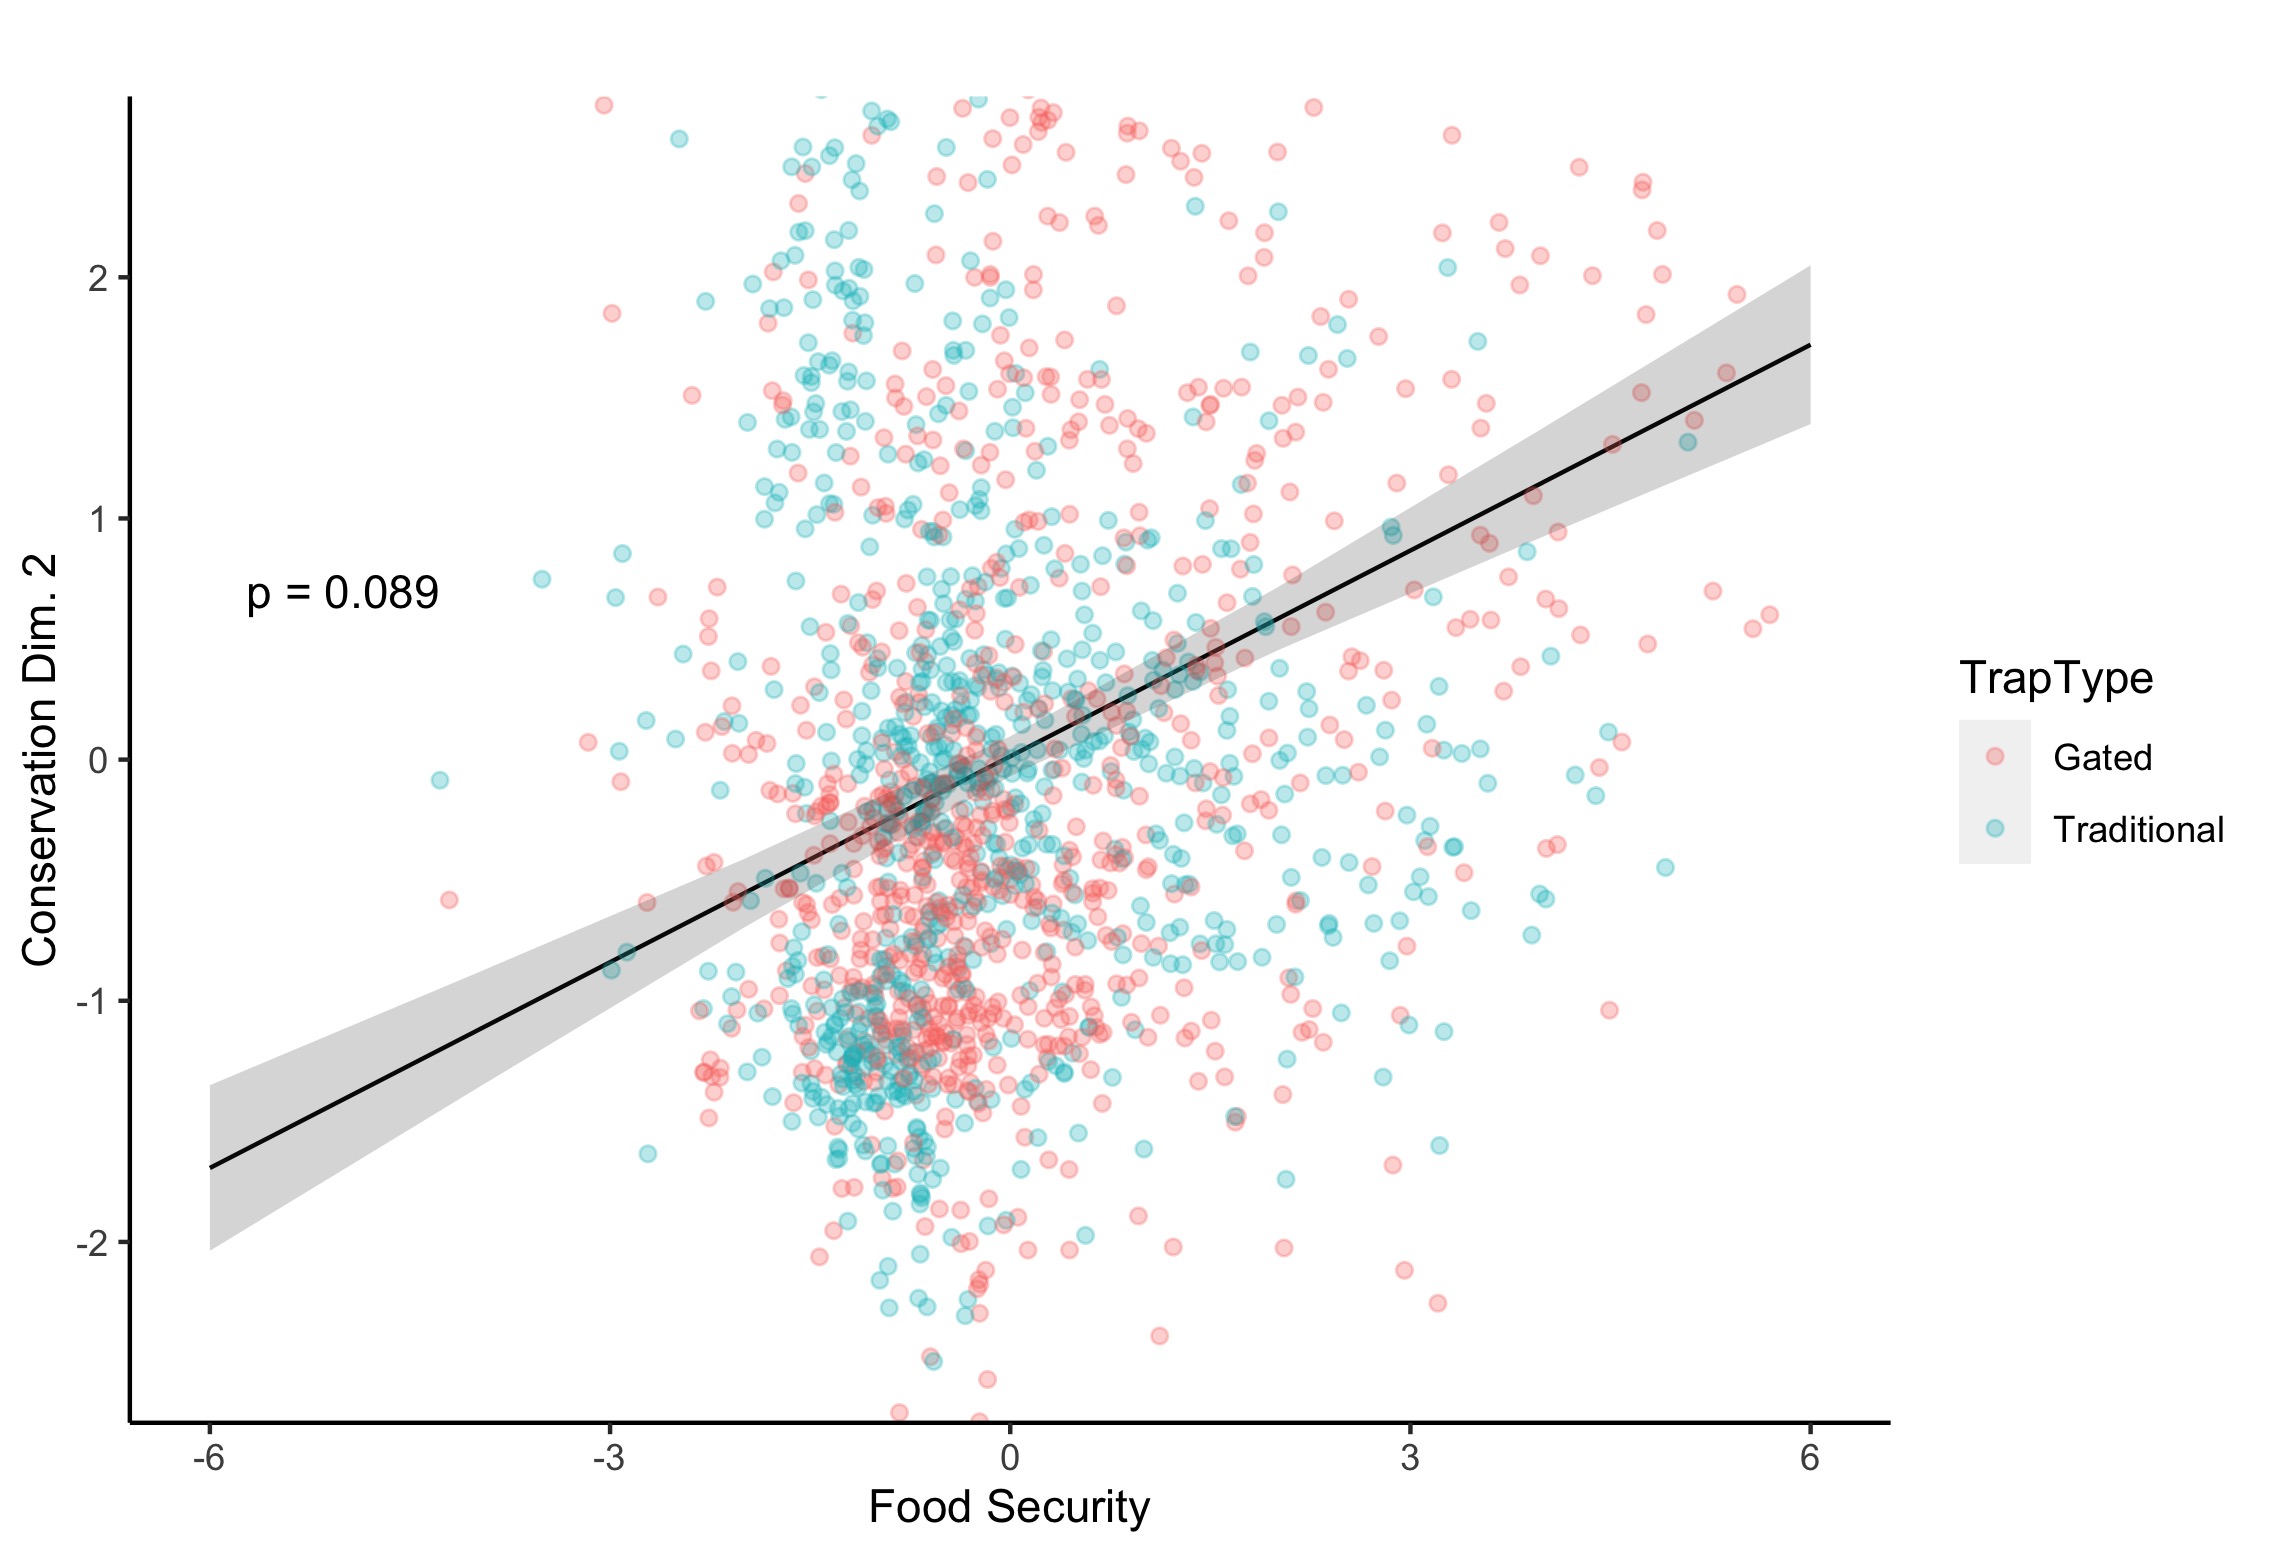 2
1
0
-1
-2
Conservation Dim. 2
p = 0.089
-6
-3
0
3
6
Food Security
TrapType
Gated
Traditional